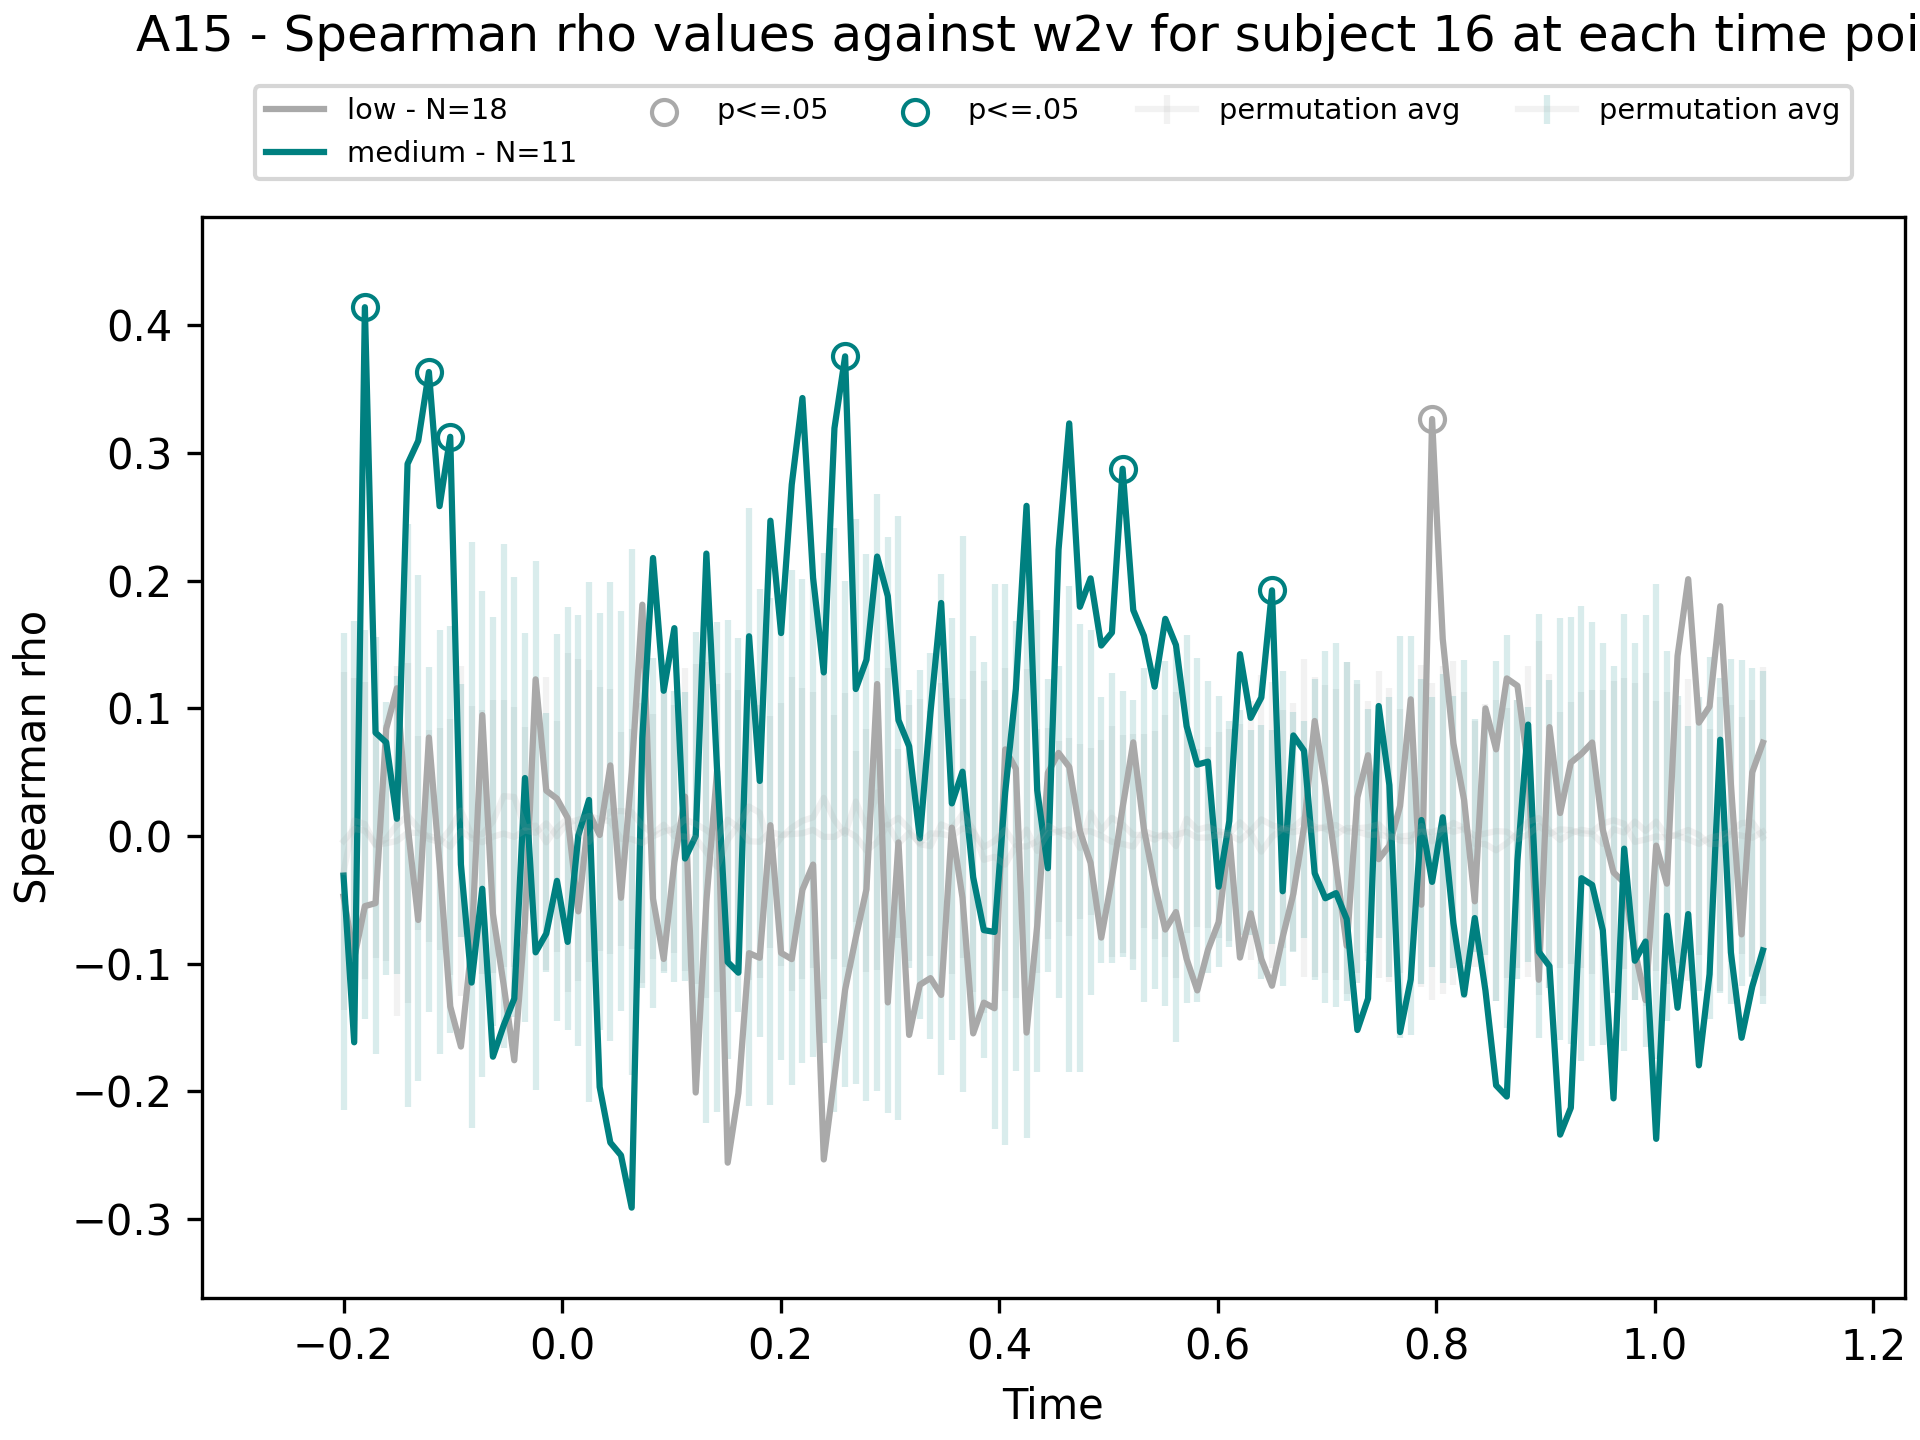 A15 - Spearman rho values against w2v for subject 16 at each time poi
low - N=18
medium - N=11
p<=.05
p<=.05
permutation avg
permutation avg
Spearman rho
0.4
0.3
0.2
0.1
0.0
−0.1
−0.2
−0.3
−0.2 0.0 0.2 0.4 0.6 0.8 1.0 1.2
Time